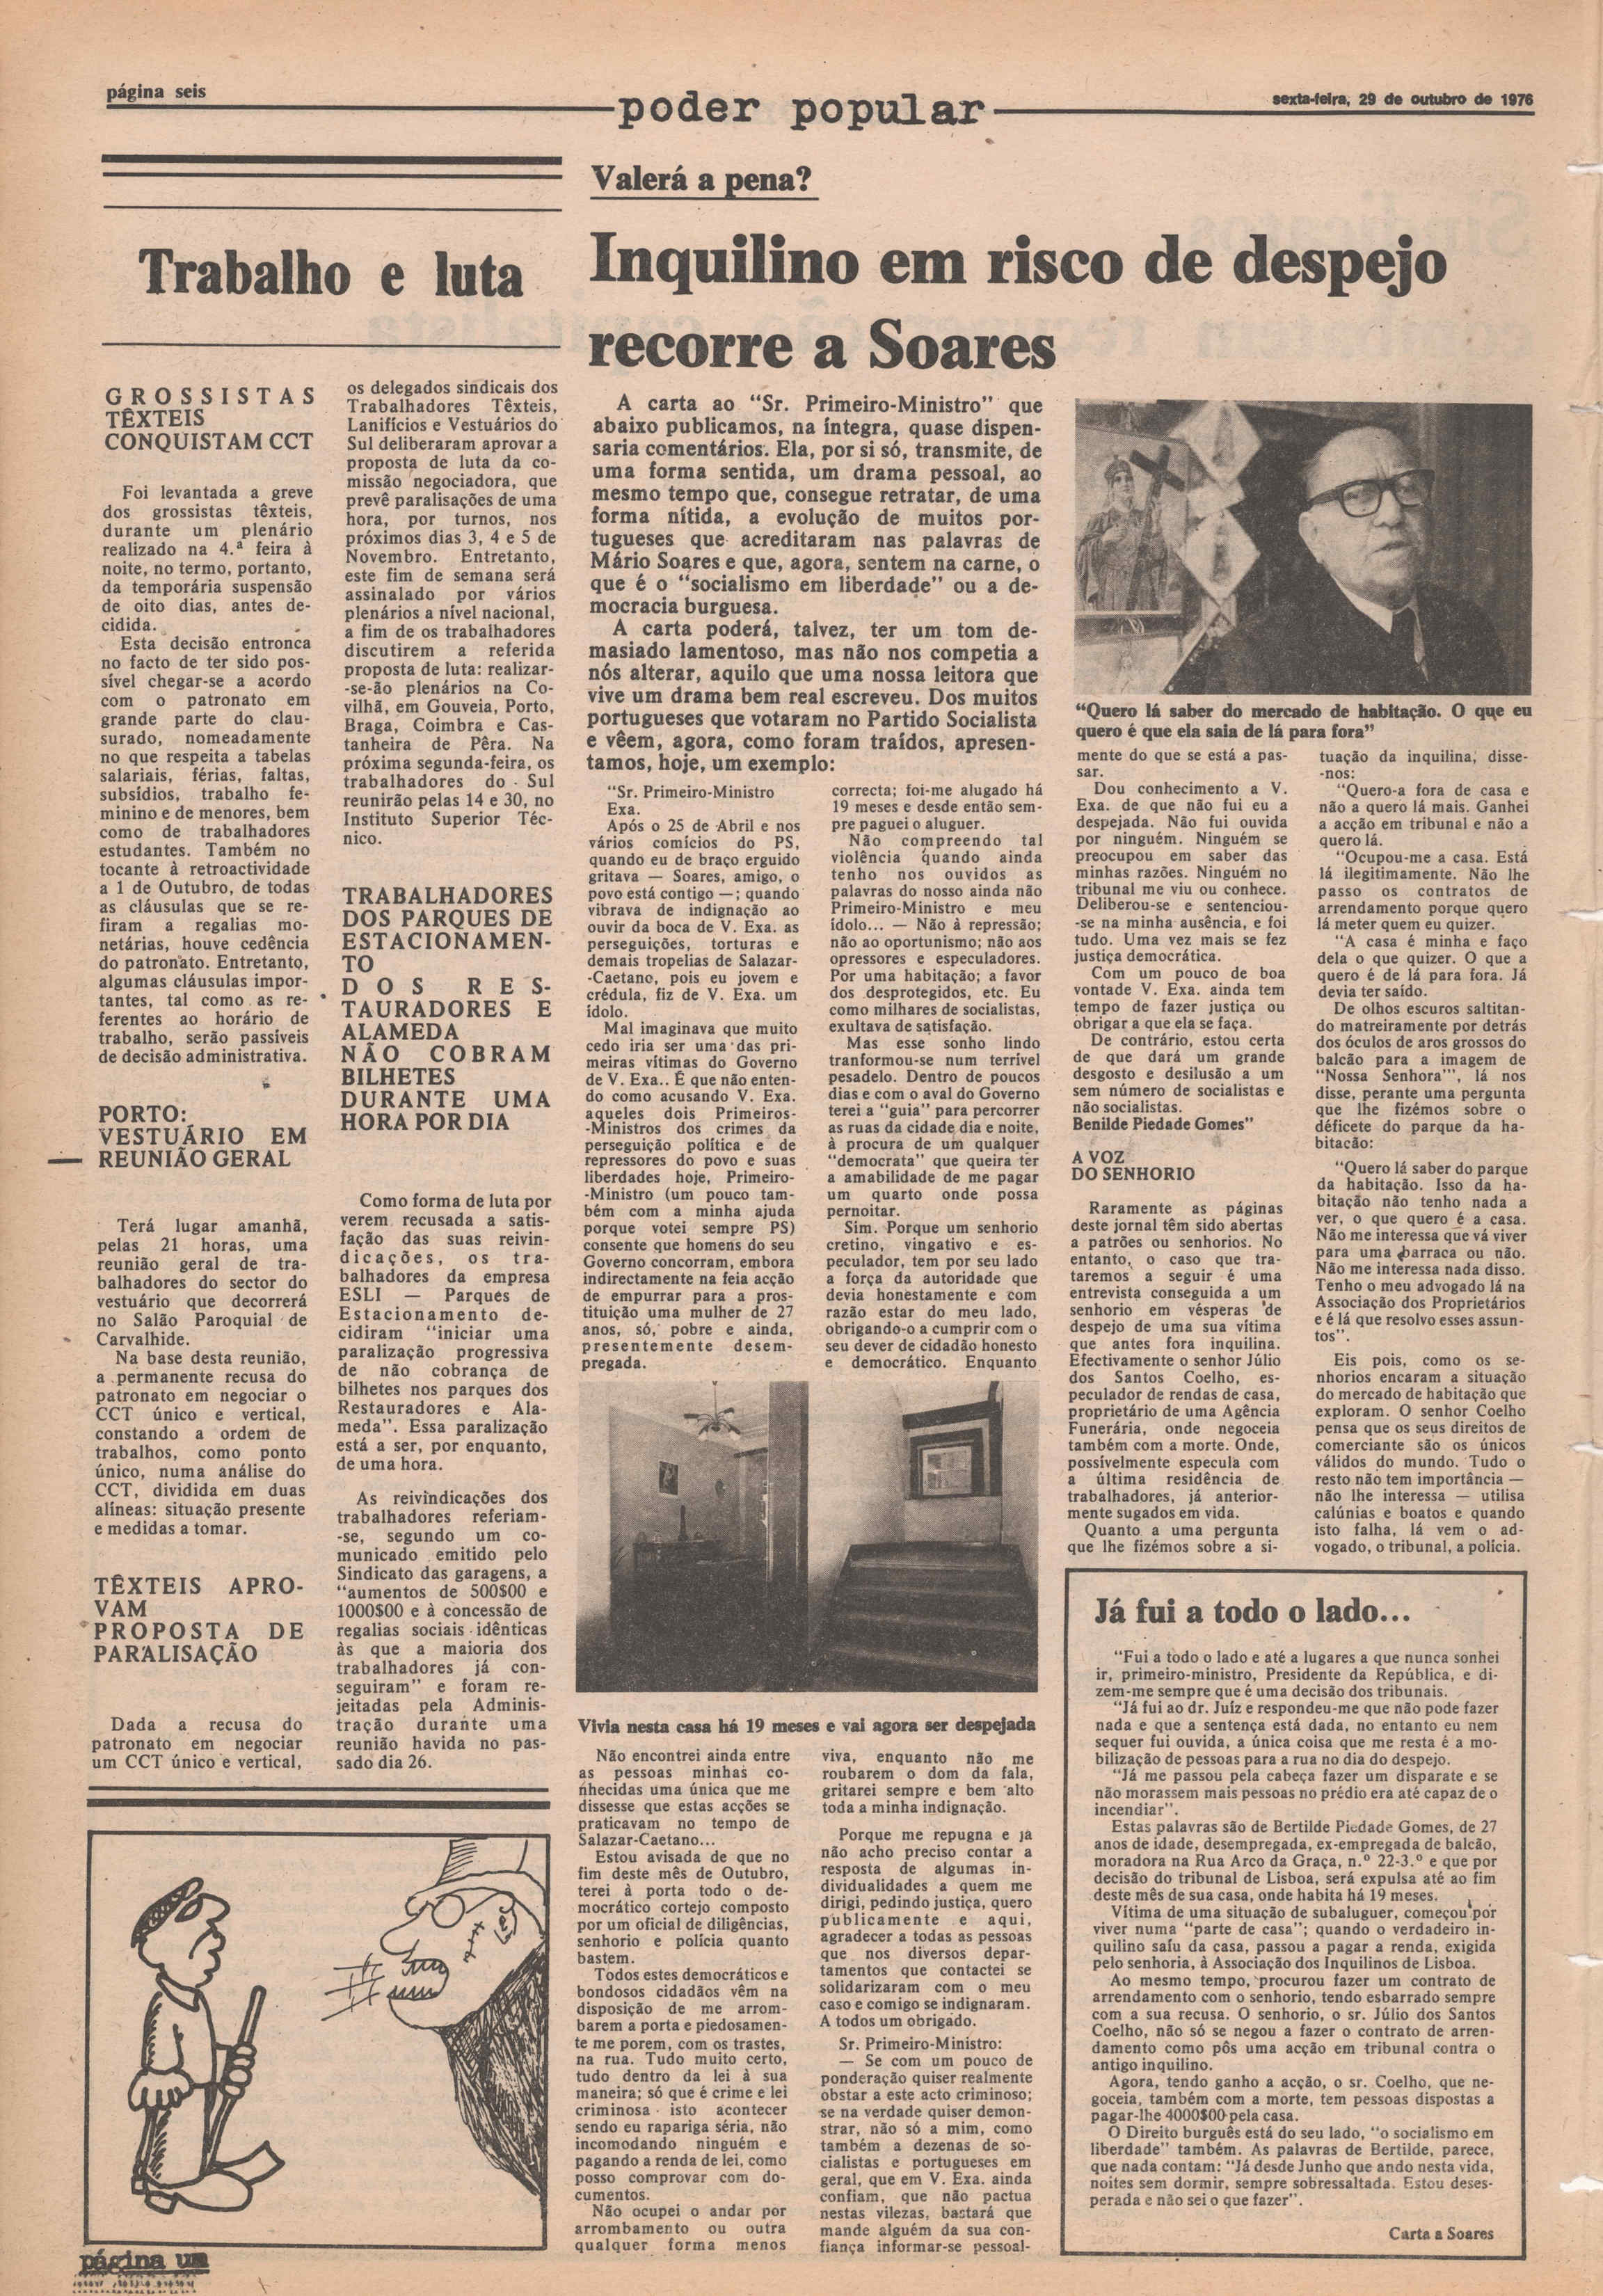 página seis
poder popular
sexta-feira, 29 de outubro de 1976
Trabalho e luta
GROSSISTAS
TÊXTEIS
CONQUISTAM CCT
Foi levantada a greve
dos grossistas têxteis,
durante um plenário
realizado na 4.ª feira à
noite, no termo, portanto,
da temporária suspensão
de oito dias, antes de-
cidida.
Esta decisão entronca
no facto de ter sido pos-
sível chegar-se a acordo
com o patronato em
grande parte do clau-
surado, nomeadamente
no que respeita a tabelas
salariais, férias, faltas,
subsídios, trabalho fe-
minino e de menores, bem
como de trabalhadores
estudantes. Também no
tocante à retroactividade
a 1 de Outubro, de todas
as cláusulas que se re-
firam a regalias mo-
netárias, houve cedência
do patronato. Entretanto,
algumas cláusulas impor-
tantes, tal como as re-
ferentes ao horário de
trabalho, serão passíveis
de decisão administrativa.
PORTO:
VESTUÁRIO EM
REUNIÃO GERAL
Terá lugar amanhã,
pelas 21 horas, uma
reunião geral de tra-
balhadores do sector do
vestuário que decorrerá
no Salão Paroquial de
Carvalhide.
Na base desta reunião,
a permanente recusa do
patronato em negociar o
CCT único e vertical,
constando a ordem de
trabalhos, como ponto
único, numa análise do
CCT, dividida em duas
alíneas: situação presente
e medidas a tomar.
TÊXTEIS APRO-
VAM
PROPOSTA DE
PARALISAÇÃO
Dada a recusa do
patronato em negociar
um CCT único e vertical,
os delegados sindicais dos
Trabalhadores Têxteis,
Lanifícios e Vestuários do
Sul deliberaram aprovar a
proposta de luta da co-
missão negociadora, que
prevê paralisações de uma
hora, por turnos, nos
próximos dias 3, 4 e 5 de
Novembro. Entretanto,
este fim de semana será
assinalado por vários
plenários a nível nacional,
a fim de os trabalhadores
discutirem a referida
proposta de luta: realizar-
-se-ão plenários na Co-
vilhã, em Gouveia, Porto,
Braga, Coimbra e Cas-
tanheira de Pêra. Na
próxima segunda-feira, os
trabalhadores do Sul
reunirão pelas 14 e 30, no
Instituto Superior Téc-
nico.
TRABALHADORES
DOS PARQUES DE
ESTACIONAMEN-
TO
DOS RES-
TAURADORES E
ALAMEDA
NÃO COBRAM
BILHETES
DURANTE UMA
HORA POR DIA
Como forma de luta por
verem recusada a satis-
fação das suas reivin-
dicações, os tra-
balhadores da empresa
ESLI — Parques de
Estacionamento de-
cidiram "iniciar uma
paralização progressiva
de não cobrança de
bilhetes nos parques dos
Restauradores e Ala-
meda". Essa paralização
está a ser, por enquanto,
de uma hora.
As reivindicações dos
trabalhadores referiam-
-se, segundo um co-
municado emitido pelo
Sindicato das garagens, a
"aumentos de 500$00 e
1000$00 e à concessão de
regalias sociais idênticas
às que a maioria dos
trabalhadores já con-
seguiram" e foram re-
jeitadas pela Adminis-
tração durante uma
reunião havida no pas-
sado dia 26.
Valerá a pena?
Inquilino em risco de despejo
recorre a Soares
A carta ao "Sr. Primeiro-Ministro" que
abaixo publicamos, na íntegra, quase dispen-
saria comentários. Ela, por si só, transmite, de
uma forma sentida, um drama pessoal, ao
mesmo tempo que, consegue retratar, de uma
forma nítida, a evolução de muitos por-
tugueses que acreditaram nas palavras de
Mário Soares e que, agora, sentem na carne, o
que é o "socialismo em liberdade" ou a de-
mocracia burguesa.
A carta poderá, talvez, ter um tom de-
masiado lamentoso, mas não nos competia a
nós alterar, aquilo que uma nossa leitora que
vive um drama bem real escreveu. Dos muitos
portugueses que votaram no Partido Socialista
e vêem, agora, como foram traídos, apresen-
tamos, hoje, um exemplo:
"Sr. Primeiro-Ministro
Exa.
Após o 25 de Abril e nos
vários comícios do PS,
quando eu de braço erguido
gritava — Soares, amigo, o
povo está contigo —; quando
vibrava de indignação ao
ouvir da boca de V. Exa. as
perseguições, torturas e
demais tropelias de Salazar-
-Caetano, pois eu jovem e
crédula, fiz de V. Exa. um
ídolo.
Mal imaginava que muito
cedo iria ser uma das pri-
meiras vítimas do Governo
de V. Exa.. É que não enten-
do como acusando V. Exa.
aqueles dois Primeiros-
-Ministros dos crimes da
perseguição política e de
repressores do povo e suas
liberdades hoje, Primeiro-
-Ministro (um pouco tam-
bém com a minha ajuda
porque votei sempre PS)
consente que homens do seu
Governo concorram, embora
indirectamente na feia acção
de empurrar para a pros-
tituição uma mulher de 27
anos, só, pobre e ainda,
presentemente desem-
pregada.
correcta; foi-me alugado há
19 meses e desde então sem-
pre paguei o aluguer.
Não compreendo tal
violência quando ainda
tenho nos ouvidos as
palavras do nosso ainda não
Primeiro-Ministro e meu
ídolo... — Não à repressão;
não ao oportunismo; não aos
opressores e especuladores.
Por uma habitação; a favor
dos desprotegidos, etc. Eu
como milhares de socialistas,
exultava de satisfação.
Mas esse sonho lindo
tranformou-se num terrível
pesadelo. Dentro de poucos
dias e com o aval do Governo
terei a "guia" para percorrer
as ruas da cidade dia e noite,
à procura de um qualquer
"democrata" que queira ter
a amabilidade de me pagar
um quarto onde possa
pernoitar.
Sim. Porque um senhorio
cretino, vingativo e es-
peculador, tem por seu lado
a força da autoridade que
devia honestamente e com
razão estar do meu lado,
obrigando-o a cumprir com o
seu dever de cidadão honesto
e democrático. Enquanto
Vivia nesta casa há 19 meses e vai agora ser despejada
Não encontrei ainda entre
as pessoas minhas co-
nhecidas uma única que me
dissesse que estas acções se
praticavam no tempo de
Salazar-Caetano...
Estou avisada de que no
fim deste mês de Outubro,
terei à porta todo o de-
mocrático cortejo composto
por um oficial de diligências,
senhorio e polícia quanto
bastem.
Todos estes democráticos e
bondosos cidadãos vêm na
disposição de me arrom-
barem a porta e piedosamen-
te me porem, com os trastes,
na rua. Tudo muito certo,
tudo dentro da lei à sua
maneira; só que é crime e lei
criminosa isto acontecer
sendo eu rapariga séria, não
incomodando ninguém e
pagando a renda de lei, como
posso comprovar com do-
cumentos.
Não ocupei o andar por
arrombamento ou outra
qualquer forma menos
viva, enquanto não me
roubarem o dom da fala,
gritarei sempre e bem alto
toda a minha indignação.
Porque me repugna e já
não acho preciso contar a
resposta de algumas in-
dividualidades a quem me
dirigi, pedindo justiça, quero
publicamente e aqui,
agradecer a todas as pessoas
que nos diversos depar-
tamentos que contactei se
solidarizaram com o meu
caso e comigo se indignaram.
A todos um obrigado.
Sr. Primeiro-Ministro:
— Se com um pouco de
ponderação quiser realmente
obstar a este acto criminoso;
se na verdade quiser demon-
strar, não só a mim, como
também a dezenas de so-
cialistas e portugueses em
geral, que em V. Exa. ainda
confiam, que não pactua
nestas vilezas, bastará que
mande alguém da sua con-
fiança informar-se pessoal-
"Quero lá saber do mercado de habitação. O que eu
quero é que ela saia de lá para fora"
mente do que se está a pas-
sar.
Dou conhecimento a V.
Exa. de que não fui eu a
despejada. Não fui ouvida
por ninguém. Ninguém se
preocupou em saber das
minhas razões. Ninguém no
tribunal me viu ou conhece.
Deliberou-se e sentenciou-
-se na minha ausência, e foi
tudo. Uma vez mais se fez
justiça democrática.
Com um pouco de boa
vontade V. Exa. ainda tem
tempo de fazer justiça ou
obrigar a que ela se faça.
De contrário, estou certa
de que dará um grande
desgosto e desilusão a um
sem número de socialistas e
não socialistas.
Benilde Piedade Gomes"
A VOZ
DO SENHORIO
Raramente as páginas
deste jornal têm sido abertas
a patrões ou senhorios. No
entanto, o caso que tra-
taremos a seguir é uma
entrevista conseguida a um
senhorio em vésperas de
despejo de uma sua vítima
que antes fora inquilina.
Efectivamente o senhor Júlio
dos Santos Coelho, es-
peculador de rendas de casa,
proprietário de uma Agência
Funerária, onde negoceia
também com a morte. Onde,
possívelmente especula com
a última residência de
trabalhadores, já anterior-
mente sugados em vida.
Quanto a uma pergunta
que lhe fizémos sobre a si-
tuação da inquilina, disse-
-nos:
"Quero-a fora de casa e
não a quero lá mais. Ganhei
a acção em tribunal e não a
quero lá.
"Ocupou-me a casa. Está
lá ilegitimamente. Não lhe
passo os contratos de
arrendamento porque quero
lá meter quem eu quizer.
"A casa é minha e faço
dela o que quizer. O que a
quero é de lá para fora. Já
devia ter saído.
De olhos escuros saltitan-
do matreiramente por detrás
dos óculos de aros grossos do
balcão para a imagem de
"Nossa Senhora"', lá nos
disse, perante uma pergunta
que lhe fizémos sobre o
déficete do parque da ha-
bitacão:
"Quero lá saber do parque
da habitação. Isso da ha-
bitação não tenho nada a
ver, o que quero é a casa.
Não me interessa que vá viver
para uma barraca ou não.
Não me interessa nada disso.
Tenho o meu advogado lá na
Associação dos Proprietários
e é lá que resolvo esses assun-
tos".
Eis pois, como os se-
nhorios encaram a situação
do mercado de habitação que
exploram. O senhor Coelho
pensa que os seus direitos de
comerciante são os únicos
válidos do mundo. Tudo o
resto não tem importância —
não lhe interessa — utiliza
calúnias e boatos e quando
isto falha, lá vem o ad-
vogado, o tribunal, a polícia.
Já fui a todo o lado...
"Fui a todo o lado e até a lugares a que nunca sonhei
ir, primeiro-ministro, Presidente da República, e di-
zem-me sempre que é uma decisão dos tribunais.
"Já fui ao dr. Juíz e respondeu-me que não pode fazer
nada e que a sentença está dada, no entanto eu nem
sequer fui ouvida, a única coisa que me resta é a mo-
bilização de pessoas para a rua no dia do despejo.
"Já me passou pela cabeça fazer um disparate e se
não morassem mais pessoas no prédio era até capaz de o
incendiar".
Estas palavras são de Bertilde Piedade Gomes, de 27
anos de idade, desempregada, ex-empregada de balcão,
moradora na Rua Arco da Graça, n.º 22-3.º e que por
decisão do tribunal de Lisboa, será expulsa até ao fim
deste mês de sua casa, onde habita há 19 meses.
Vítima de uma situação de subaluguer, começou por
viver numa "parte de casa"; quando o verdadeiro in-
quilino saíu da casa, passou a pagar a renda, exigida
pelo senhoria, à Associação dos Inquilinos de Lisboa.
Ao mesmo tempo, procurou fazer um contrato de
arrendamento com o senhorio, tendo esbarrado sempre
com a sua recusa. O senhorio, o sr. Júlio dos Santos
Coelho, não só se negou a fazer o contrato de arren-
damento como pôs uma acção em tribunal contra o
antigo inquilino.
Agora, tendo ganho a acção, o sr. Coelho, que ne-
goceia, também com a morte, tem pessoas dispostas a
pagar-lhe 4000$00 pela casa.
O Direito burguês está do seu lado, "o socialismo em
liberdade" também. As palavras de Bertilde, parece,
que nada contam: "Já desde Junho que ando nesta vida,
noites sem dormir, sempre sobressaltada. Estou deses-
perada e não sei o que fazer".
Carta a Soares
página um